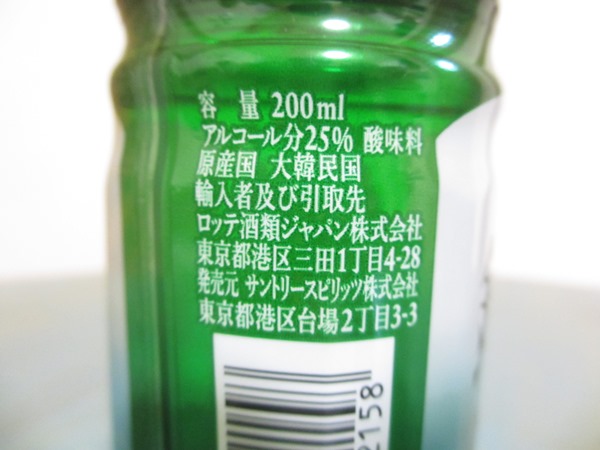 容 量 200ml
アルコール分25% 酸味料
原産国 大韓民国
輸入者及び引取先
ロッテ酒類ジャパン株式会社
東京都港区三田1丁目4-28
発売元 サントリースピリッツ株式会社
東京都港区台場2丁目3-3
2158